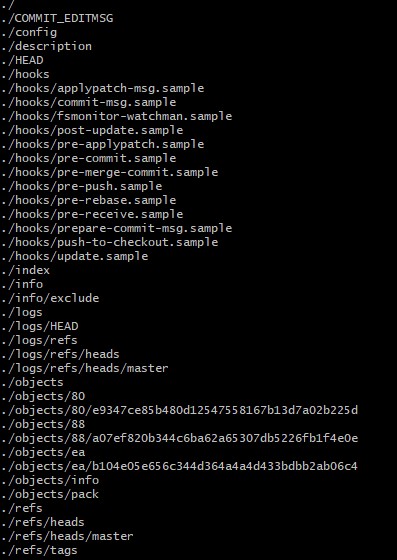 ./
./COMMIT_EDITMSG
./config
./description
./HEAD
./hooks
./hooks/applypatch-msg.sample
./hooks/commit-msg.sample
./hooks/fsmonitor-watchman.sample
./hooks/post-update.sample
./hooks/pre-applypatch.sample
./hooks/pre-commit.sample
./hooks/pre-merge-commit.sample
./hooks/pre-push.sample
./hooks/pre-rebase.sample
./hooks/pre-receive.sample
./hooks/prepare-commit-msg.sample
./hooks/push-to-checkout.sample
./hooks/update.sample
./index
./info
./info/exclude
./logs
./logs/HEAD
./logs/refs
./logs/refs/heads
./logs/refs/heads/master
./objects
./objects/80
./objects/80/e9347ce85b480d12547558167b13d7a02b225d
./objects/88
./objects/88/a07ef820b344c6ba62a65307db5226fb1f4e0e
./objects/ea
./objects/ea/b104e05e656c344d364a4a4d433bdbb2ab06c4
./objects/info
./objects/pack
./refs
./refs/heads
./refs/heads/master
./refs/tags